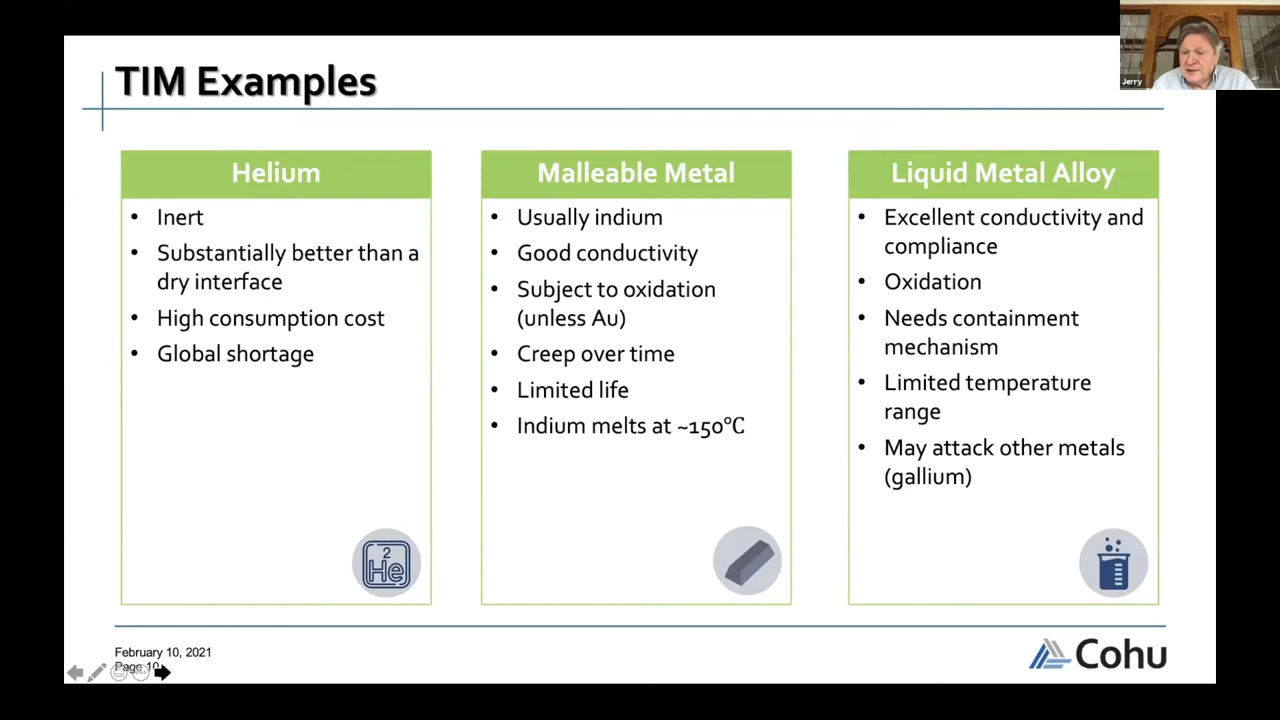 TIM Examples
Jerry
Helium
• Inert
• Substantially better than a
dry interface
• High consumption cost
• Global shortage
2
He
Malleable Metal
• Usually indium
• Good conductivity
• Subject to oxidation
(unless Au)
• Creep over time
• Limited life
• Indium melts at ~150℃
Liquid Metal Alloy
• Excellent conductivity and
compliance
• Oxidation
• Needs containment
mechanism
• Limited temperature
range
• May attack other metals
(gallium)
February 10, 2021
Page 10
Cohu